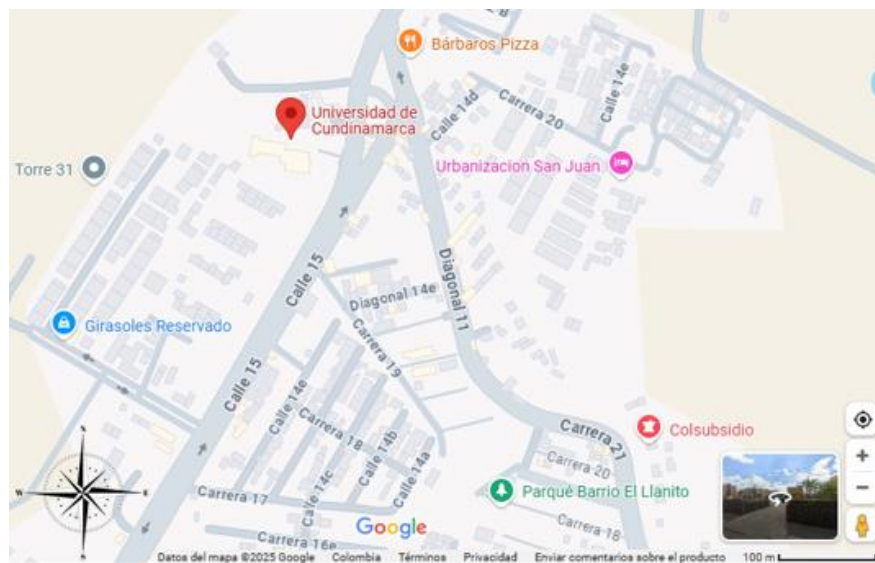 Bárbaros Pizza
Calle 14e
Carrera 20
Calle 14d
Universidad de
Cundinamarca
Torre 31
Urbanizacion San Juan
Calle 15
Diagonal 11
Diagonal 14e
Girasoles Reservado
Carrera 19
Calle 15
Calle 14e
Carrera 18
Calle 14b
Calle 14a
Calle 14c
Carrera 21
Colsubsidio
Carrera 20
Parque Barrio El Llanito
Carrera 17
Carrera 18
Carrera 16e
Google
N
W
E
S
Datos del mapa ©2025 Google Colombia Términos Privacidad Enviar comentarios sobre el producto 100 m